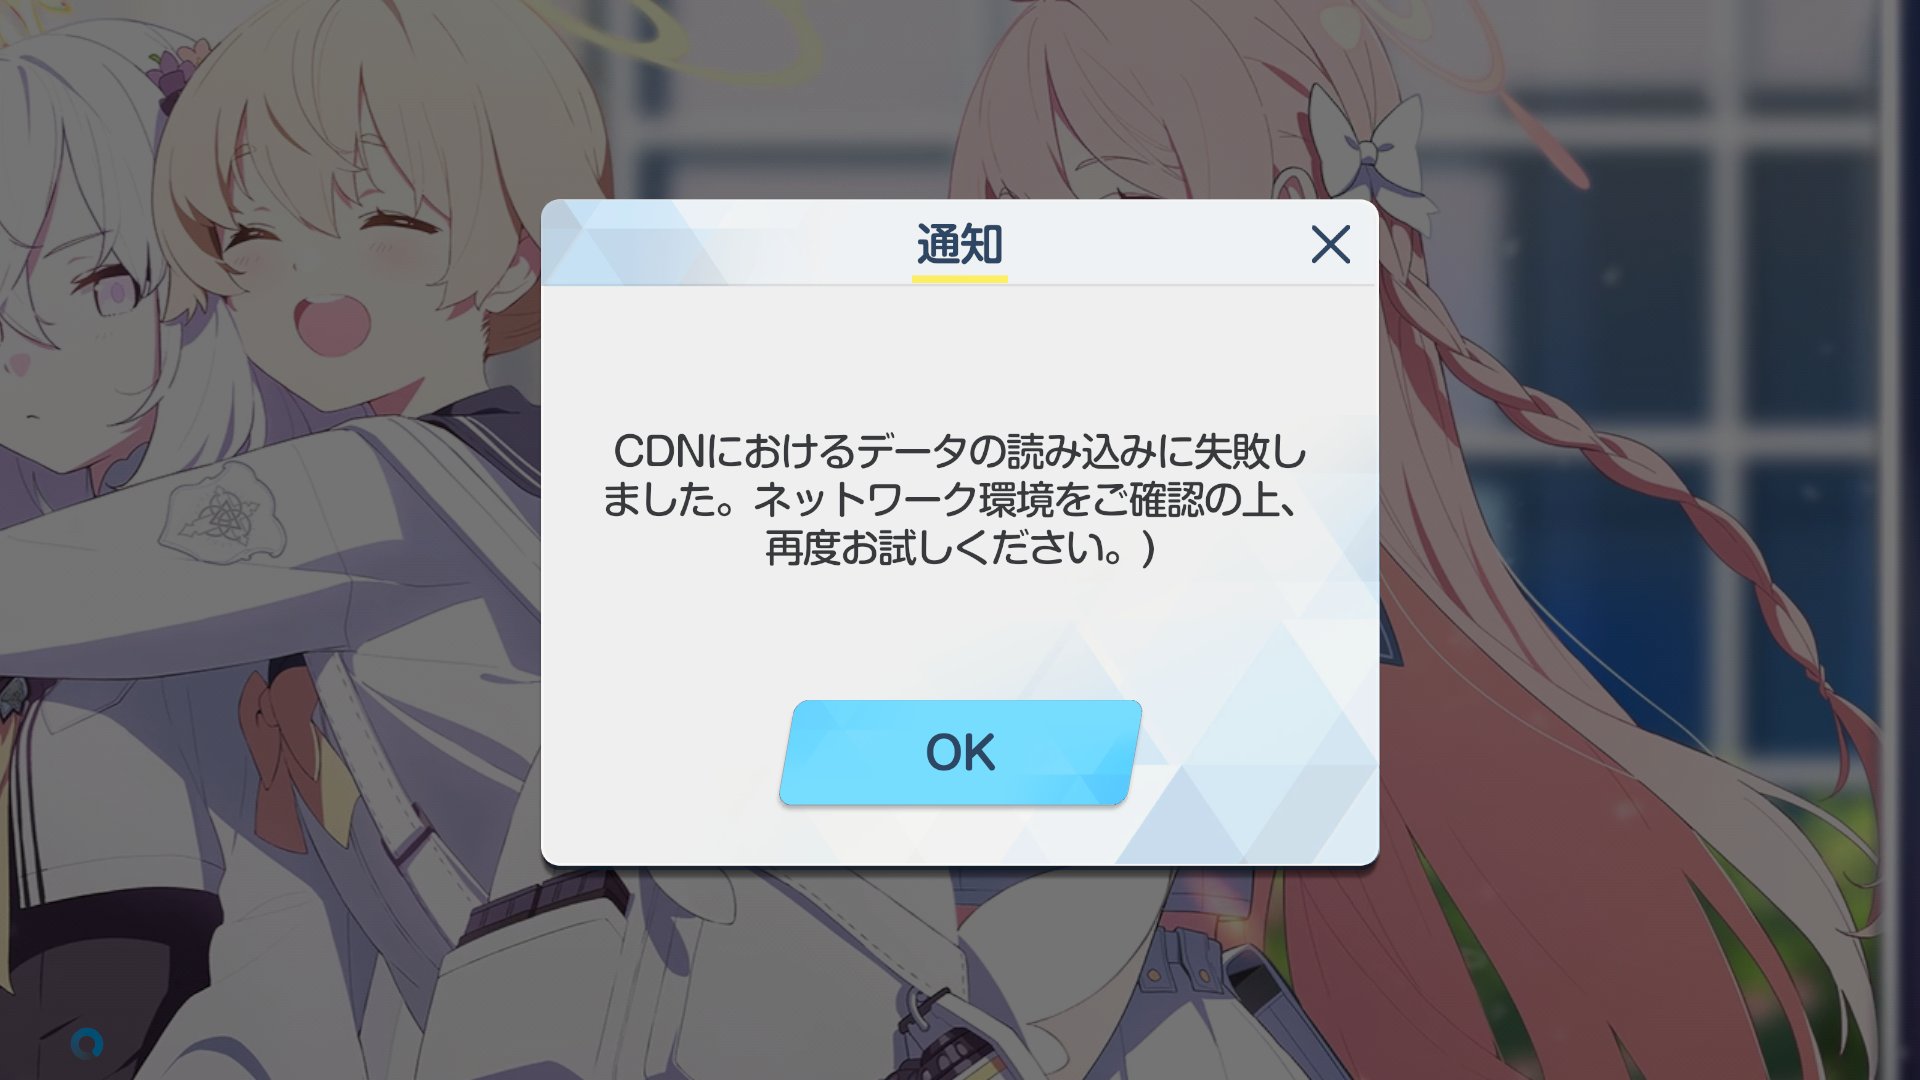 通知
CDNにおけるデータの読み込みに失敗し
ました。ネットワーク環境をご確認の上、
再度お試しください。)
OK